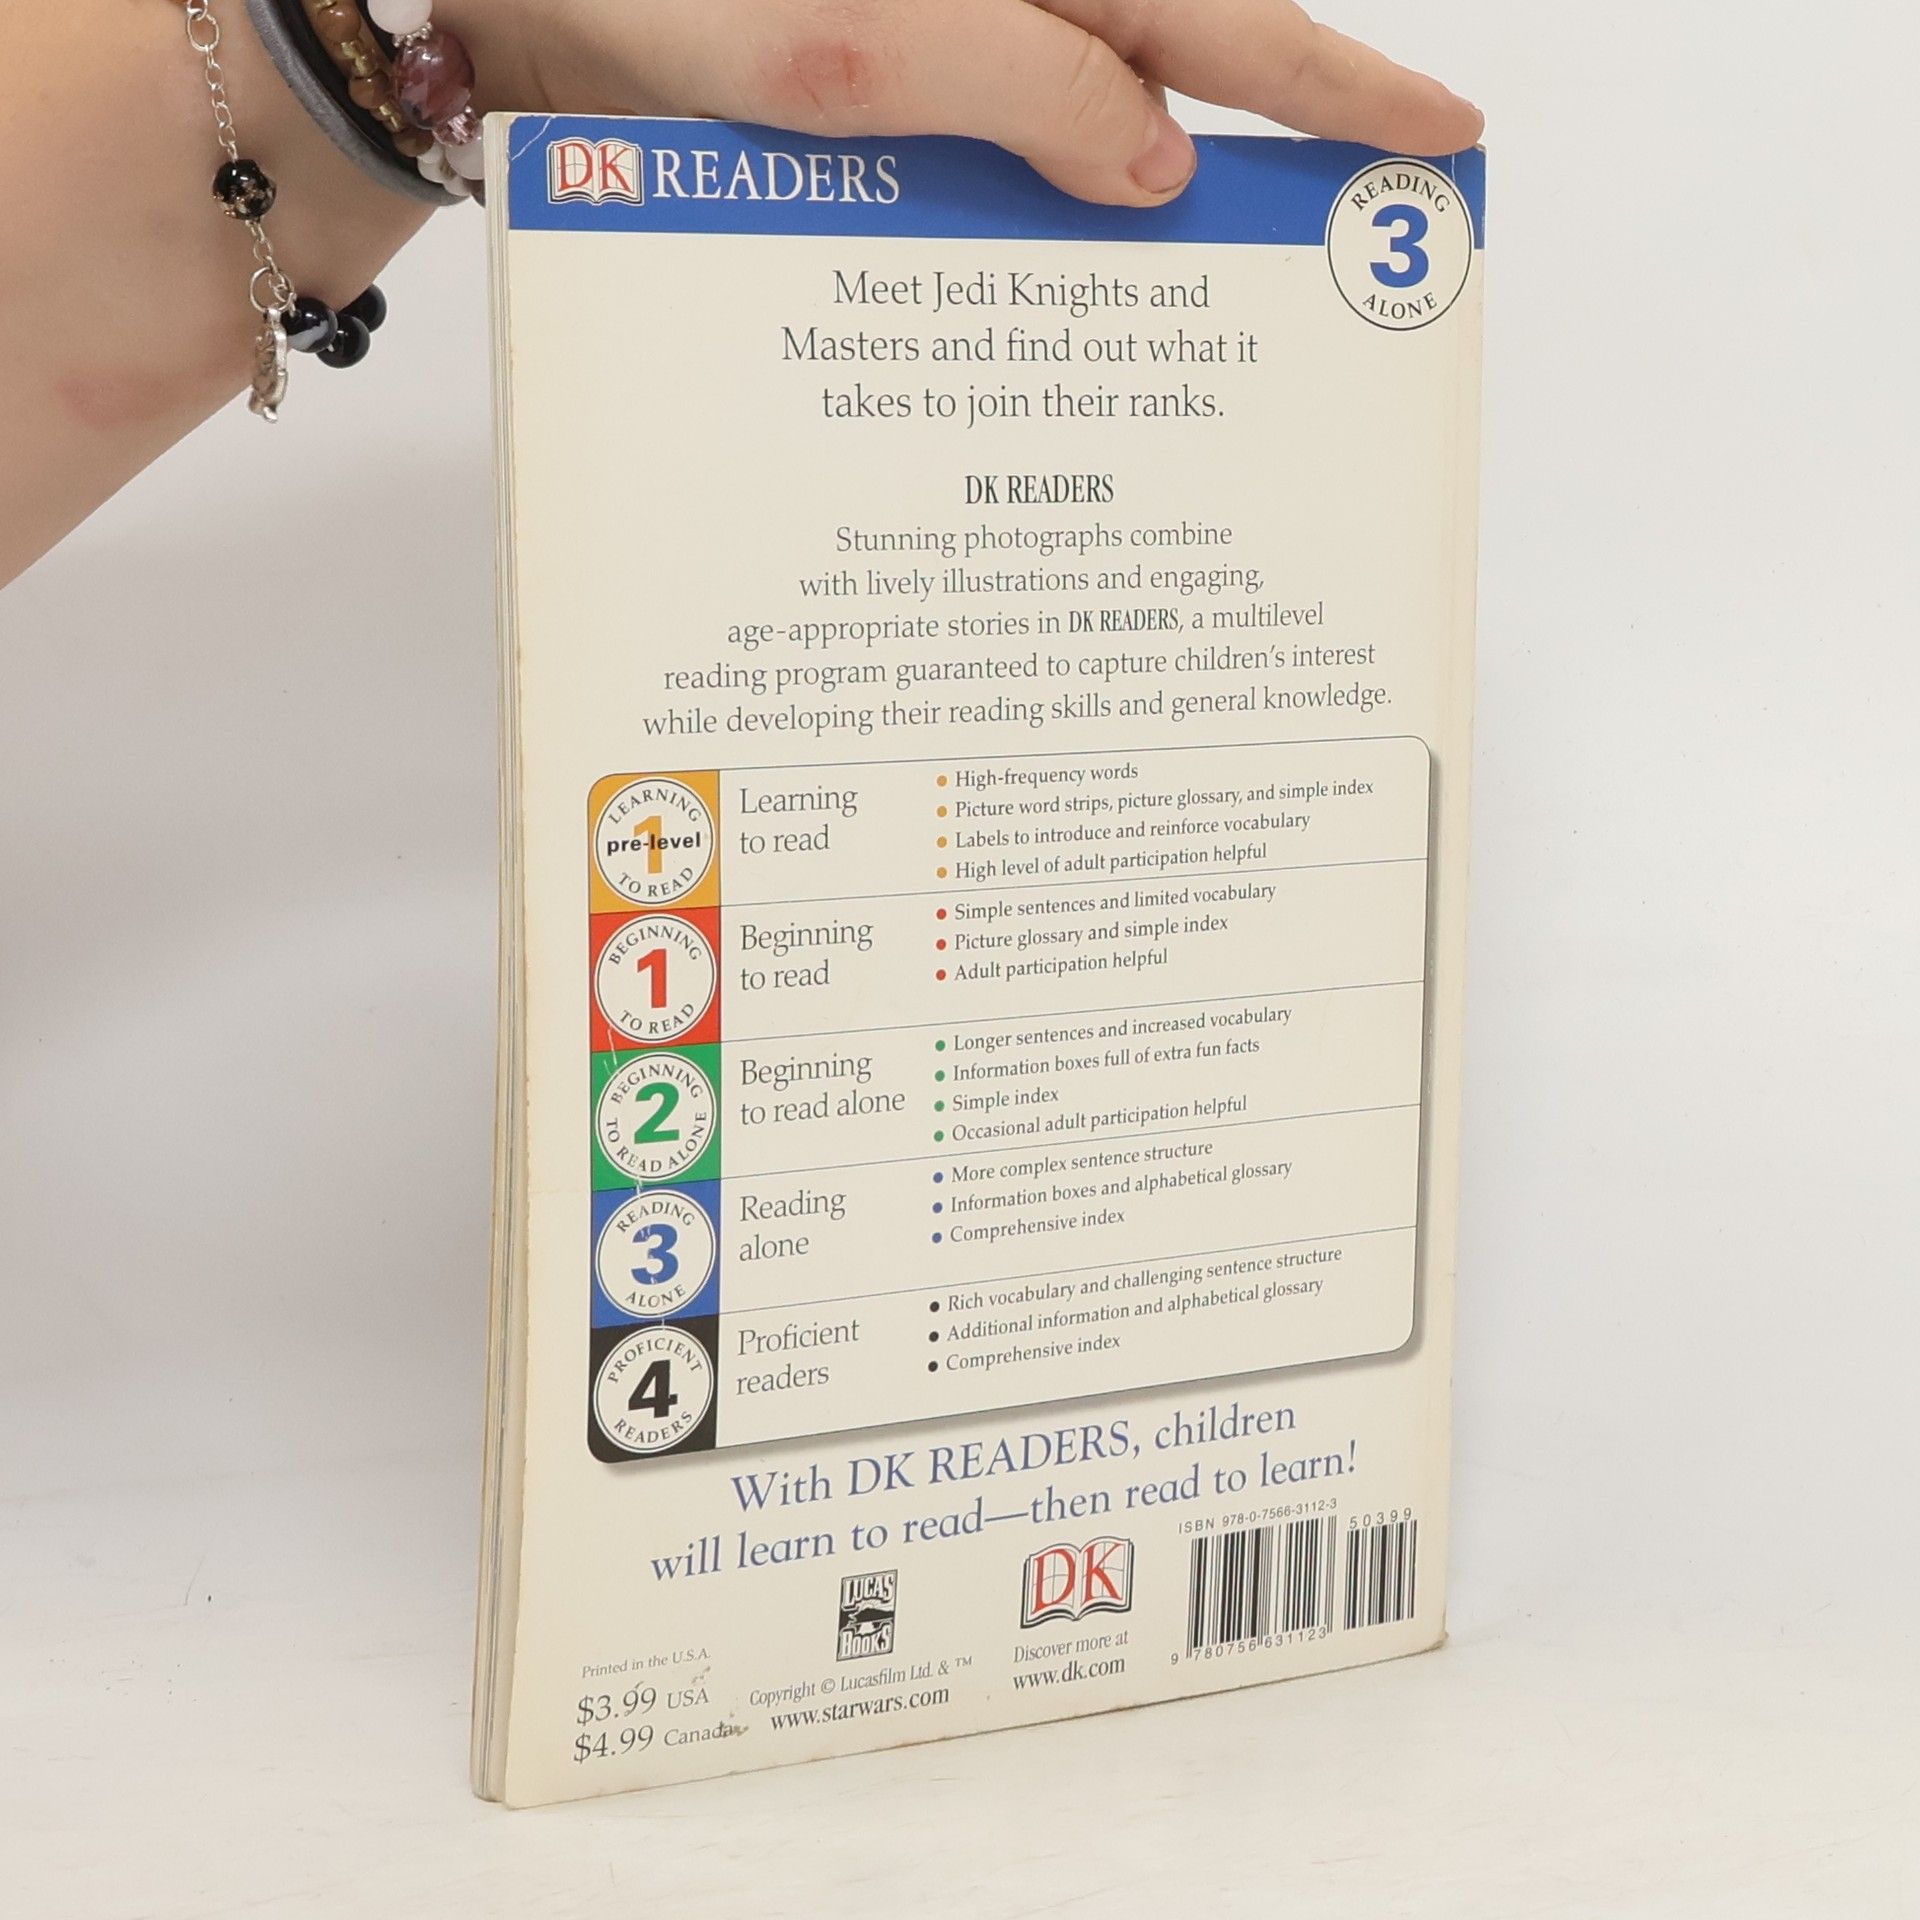 DK READERS
READING
3
ALONE
Meet Jedi Knights and
Masters and find out what it
takes to join their ranks.
DK READERS
Stunning photographs combine
with lively illustrations and engaging,
age-appropriate stories in DK READERS, a multilevel
reading program guaranteed to capture children's interest
while developing their reading skills and general knowledge.
LEARNING
1
pre-level
TO READ
Learning
to read
• High-frequency words
• Picture word strips, picture glossary, and simple index
• Labels to introduce and reinforce vocabulary
• High level of adult participation helpful
BEGINNING
1
TO READ
Beginning
to read
• Simple sentences and limited vocabulary
• Picture glossary and simple index
• Adult participation helpful
BEGINNING
2
TO READ ALONE
Beginning
to read alone
• Longer sentences and increased vocabulary
• Information boxes full of extra fun facts
• Simple index
• Occasional adult participation helpful
READING
3
ALONE
Reading
alone
• More complex sentence structure
• Information boxes and alphabetical glossary
• Comprehensive index
PROFICIENT
4
READERS
Proficient
readers
• Rich vocabulary and challenging sentence structure
• Additional information and alphabetical glossary
• Comprehensive index
With DK READERS, children
will learn to read—then read to learn!
Printed in the U.S.A.
$3.99 USA
$4.99 Canada
LUCAS
BOOKS
Copyright © Lucasfilm Ltd. & ™
www.starwars.com
DK
Discover more at
www.dk.com
ISBN 978-0-7566-3112-3
50399
9 780756 631123